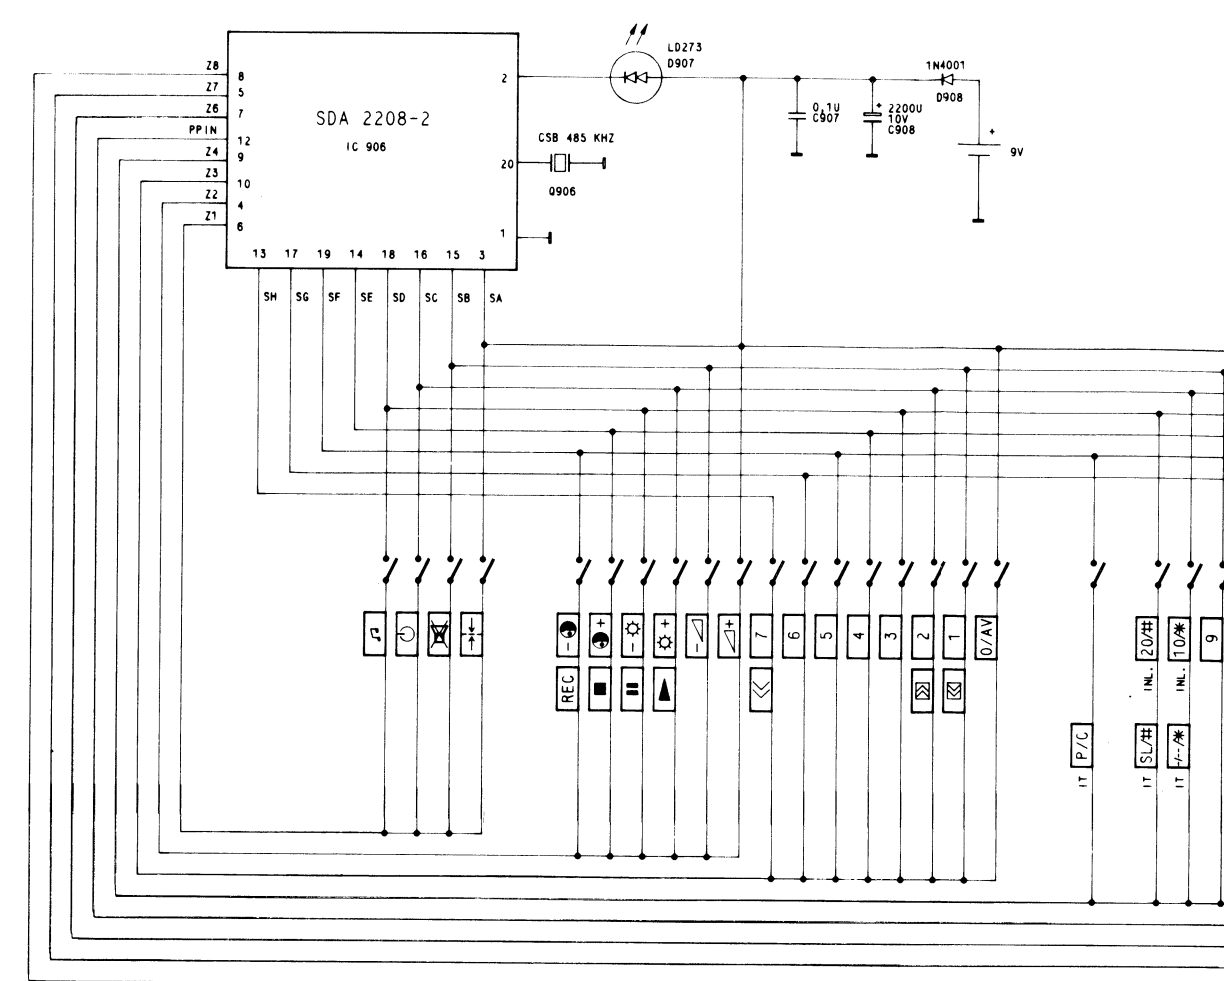 LD273
D907
1N4001
D908
Z8
8
2
Z7
5
0,1U
C907
+ 2200U
10V
C908
Z6
7
SDA 2208-2
PPIN
12
IC 906
CSB 485 KHZ
+
9V
Z4
9
20
Z3
10
Q906
Z2
4
Z1
6
1
13 17 19 14 18 16 15 3
SH SG SF SE SD SC SB SA
- + - + - +
7 6 5 4 3 2 1 0/AV
INL. 20/#
INL. 10/*
9
REC
IT P/C
IT SL/#
IT -/--/*